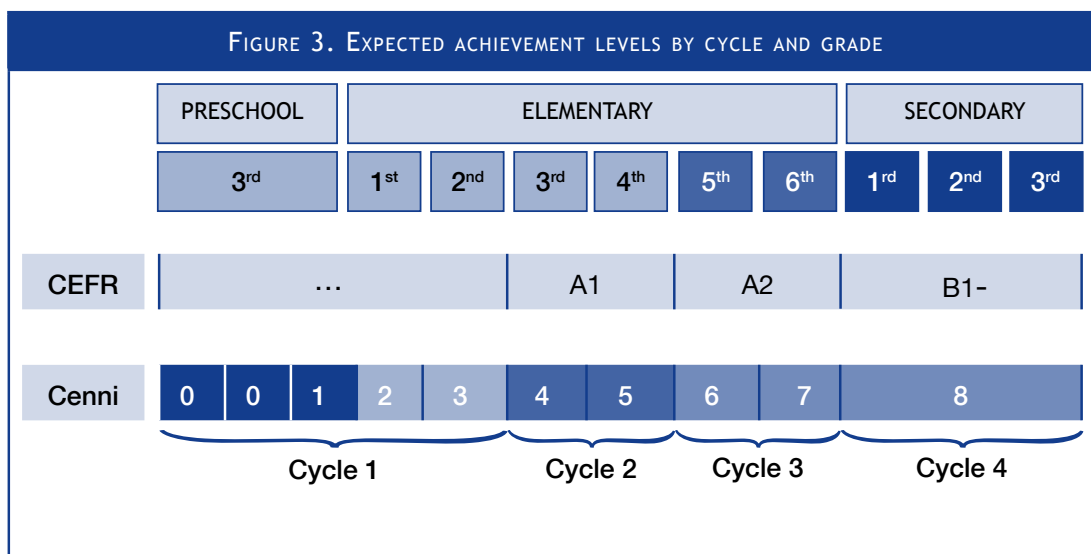 FIGURE 3. EXPECTED ACHIEVEMENT LEVELS BY CYCLE AND GRADE
PRESCHOOL ELEMENTARY SECONDARY
3rd 1st 2nd 3rd 4th 5th 6th 1rd 2nd 3rd
CEFR ... A1 A2 B1-
Cenni 0 0 1 2 3 4 5 6 7 8
Cycle 1 Cycle 2 Cycle 3 Cycle 4